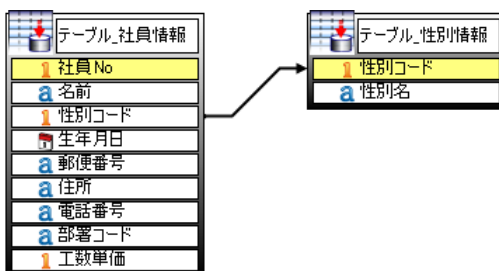 テーブル_社員情報
社員No
名前
性別コード
生年月日
郵便番号
住所
電話番号
部署コード
工数単価
テーブル_性別情報
性別コード
性別名